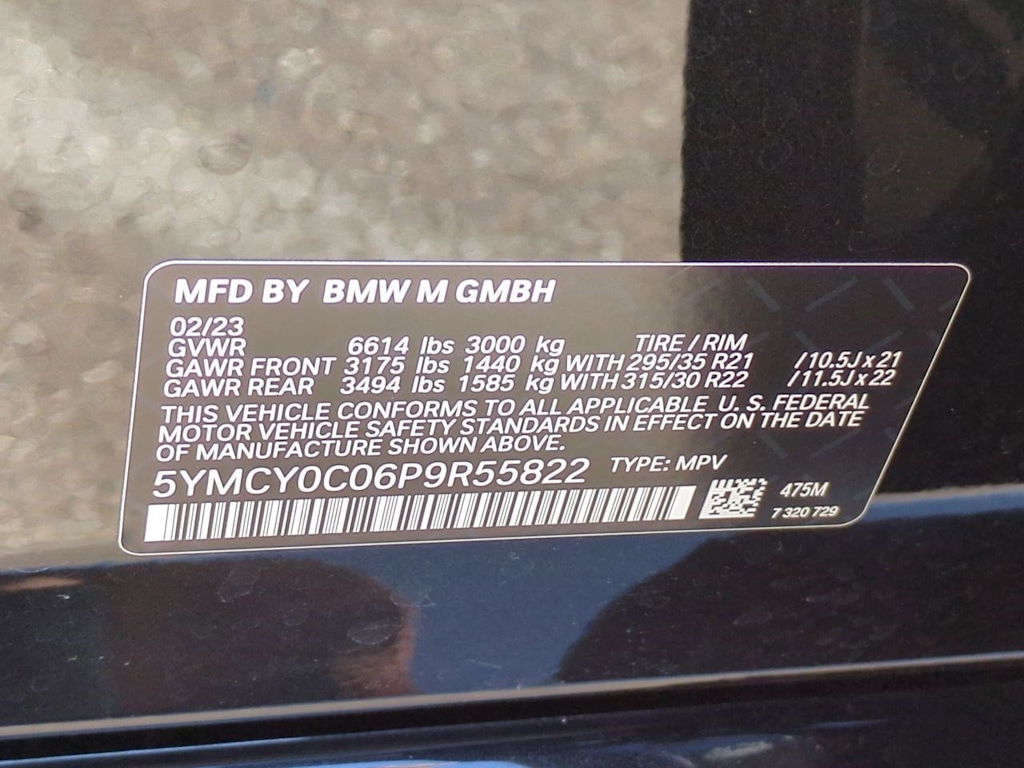 MFD BY BMW M GMBH
02/23
GVWR 6614 lbs 3000 kg TIRE / RIM
GAWR FRONT 3175 lbs 1440 kg WITH 295/35 R21 /10.5J x 21
GAWR REAR 3494 lbs 1585 kg WITH 315/30 R22 /11.5J x 22
THIS VEHICLE CONFORMS TO ALL APPLICABLE U. S. FEDERAL
MOTOR VEHICLE SAFETY STANDARDS IN EFFECT ON THE DATE
OF MANUFACTURE SHOWN ABOVE.
5YMCY0C06P9R55822 TYPE: MPV
475M
7 320 729